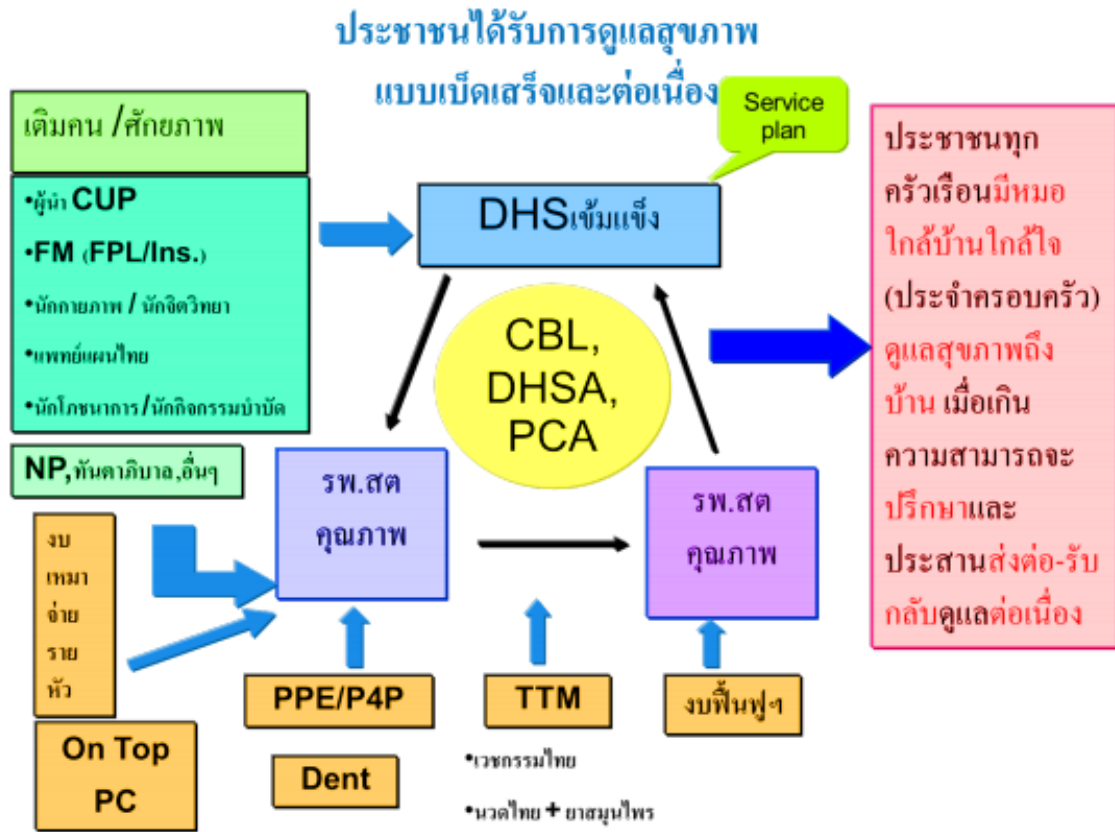 ประชาชนได้รับการดูแลสุขภาพ
แบบเบ็ดเสร็จและต่อเนื่อง
Service
plan
เติมคน /ศักยภาพ
•ผู้นำ CUP
•FM (FPL/Ins.)
•นักกายภาพ / นักจิตวิทยา
•แพทย์แผนไทย
•นักโภชนาการ/นักกิจกรรมบำบัด
NP,ทันตาภิบาล,อื่นๆ
DHSเข้มแข็ง
CBL,
DHSA,
PCA
รพ.สต
คุณภาพ
รพ.สต
คุณภาพ
ประชาชนทุก
ครัวเรือนมีหมอ
ใกล้บ้านใกล้ใจ
(ประจำครอบครัว)
ดูแลสุขภาพถึง
บ้าน เมื่อเกิน
ความสามารถจะ
ปรึกษาและ
ประสานส่งต่อ-รับ
กลับดูแลต่อเนื่อง
งบ
เหมา
จ่าย
ราย
หัว
On Top
PC
PPE/P4P
Dent
TTM
•เวชกรรมไทย
•นวดไทย + ยาสมุนไพร
งบฟื้นฟูฯ